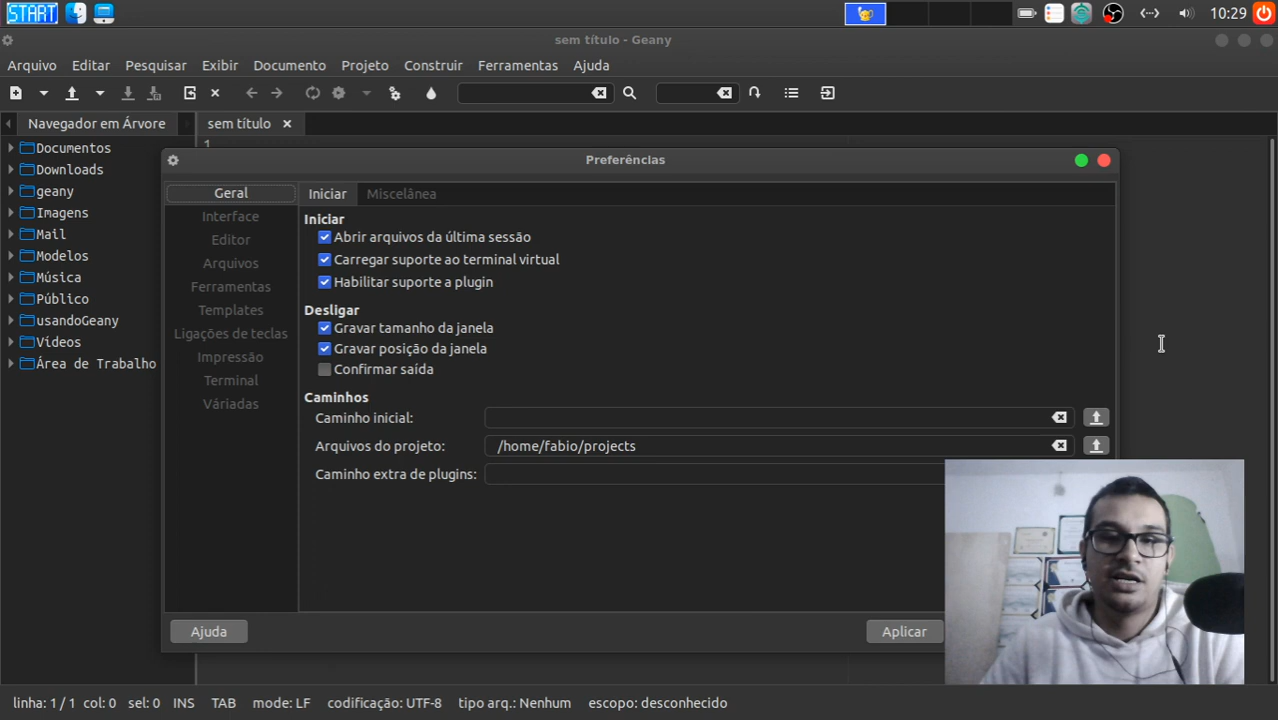 START
10:29
sem título - Geany
Arquivo Editar Pesquisar Exibir Documento Projeto Construir Ferramentas Ajuda
Navegador em Árvore
sem título
1
Documentos
Downloads
geany
Imagens
Mail
Modelos
Música
Público
usandoGeany
Vídeos
Área de Trabalho
Preferências
Geral
Interface
Editor
Arquivos
Ferramentas
Templates
Ligações de teclas
Impressão
Terminal
Váriadas
Iniciar Miscelânea
Iniciar
Abrir arquivos da última sessão
Carregar suporte ao terminal virtual
Habilitar suporte a plugin
Desligar
Gravar tamanho da janela
Gravar posição da janela
Confirmar saída
Caminhos
Caminho inicial:
Arquivos do projeto: /home/fabio/projects
Caminho extra de plugins:
Ajuda
Aplicar
linha: 1 / 1 col: 0 sel: 0 INS TAB mode: LF codificação: UTF-8 tipo arq.: Nenhum escopo: desconhecido